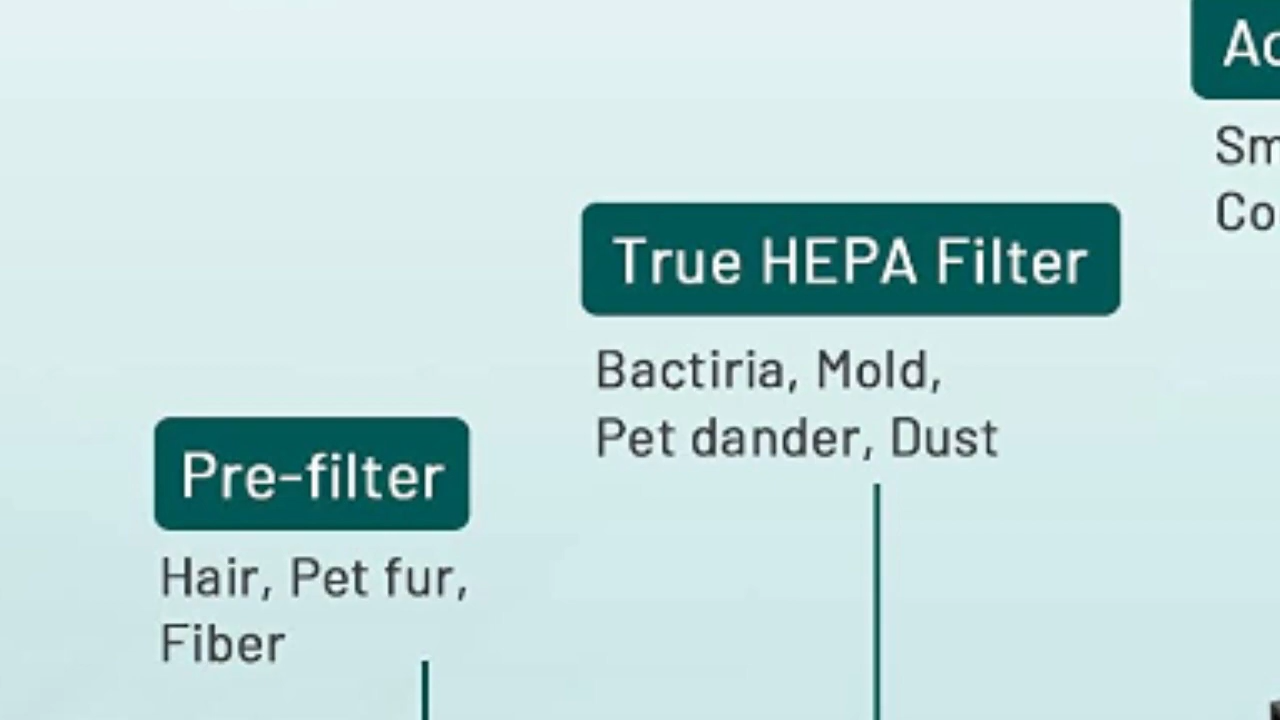 True HEPA Filter
Bactiria, Mold,
Pet dander, Dust
Pre-filter
Hair, Pet fur,
Fiber